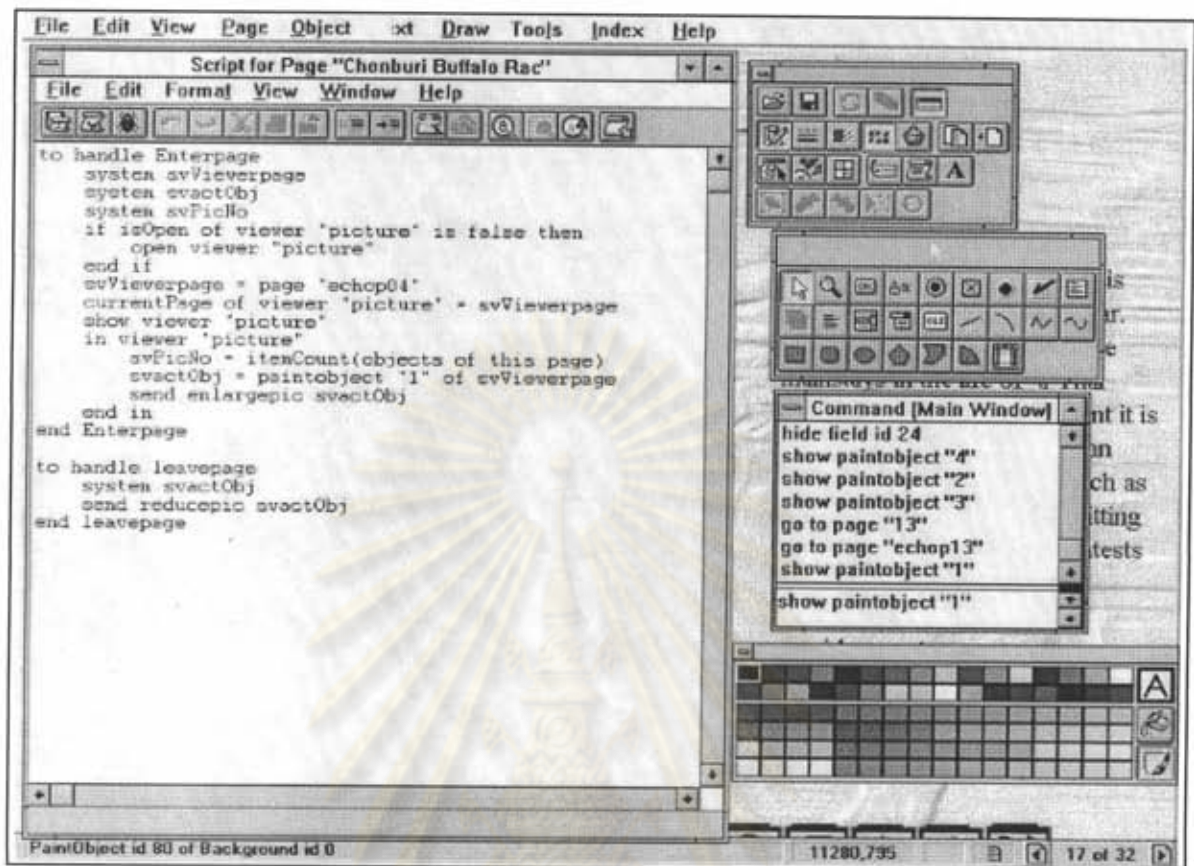 File Edit View Page Object xt Draw Tools Index Help
Script for Page "Chonburi Buffalo Rac"
File Edit Format View Window Help
to handle Enterpage
system svVieverpage
system svactObj
system svPicNo
if isOpen of viewer "picture" is false then
open viewer "picture"
end if
svVieverpage = page "echop04"
currentPage of viewer "picture" = svVieverpage
show viewer "picture"
in viewer "picture"
svPicNo = itemCount(objects of this page)
svactObj = paintobject "1" of svVieverpage
send enlargepic svactObj
end in
end Enterpage
to handle leavepage
system svactObj
send reducepic svactObj
end leavepage
A
is
ar.
nt it is
an
ch as
itting
tests
Command [Main Window]
hide field id 24
show paintobject "4"
show paintobject "2"
show paintobject "3"
go to page "13"
go to page "echop13"
show paintobject "1"
show paintobject "1"
A
PaintObject id 80 of Background id 0
11280,795
17 of 32